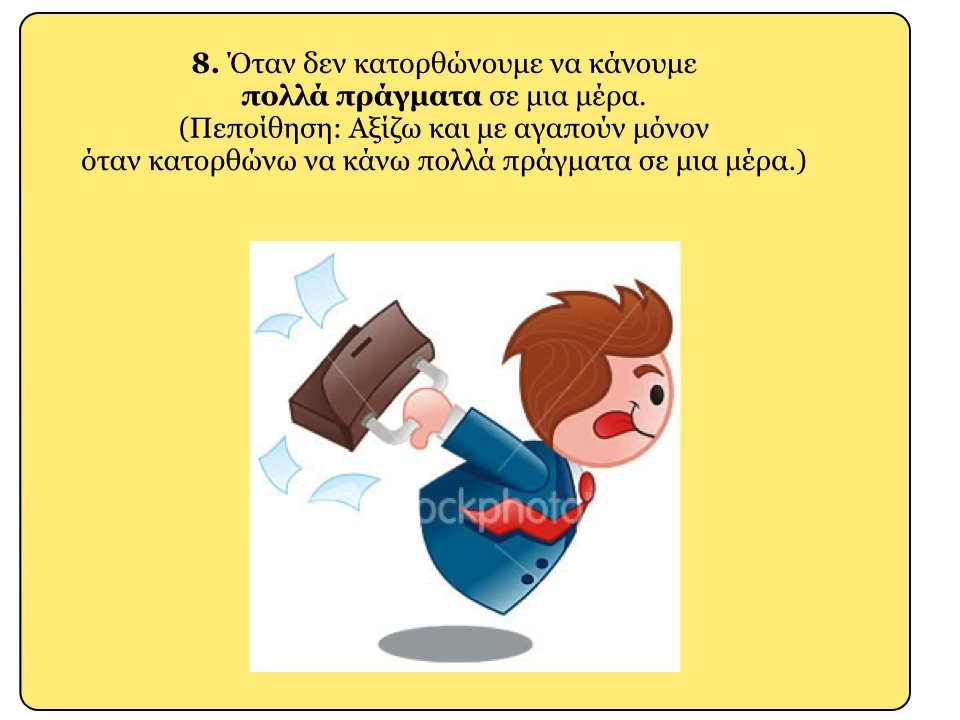 8. Όταν δεν κατορθώνουμε να κάνουμε
πολλά πράγματα σε μια μέρα.
(Πεποίθηση: Αξίζω και με αγαπούν μόνον
όταν κατορθώνω να κάνω πολλά πράγματα σε μια μέρα.)
ockphoto